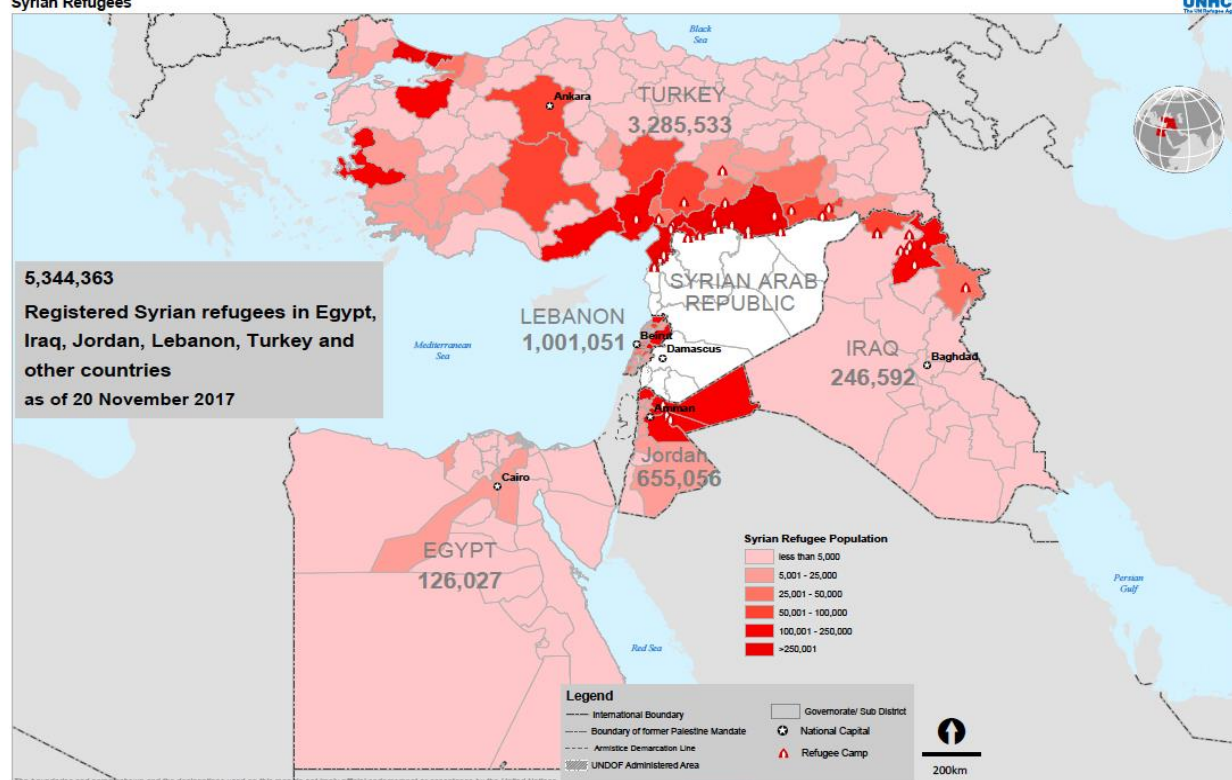 Syrian Refugees
UNHC
The UN Refugee Ag
Black
Sea
Ankara
TURKEY
3,285,533
5,344,363
Registered Syrian refugees in Egypt,
Iraq, Jordan, Lebanon, Turkey and
other countries
as of 20 November 2017
SYRIAN ARAB
REPUBLIC
LEBANON
1,001,051
Beirut
Damascus
Mediterranean
Sea
IRAQ
246,592
Baghdad
Amman
Jordan
655,056
Cairo
EGYPT
126,027
Red Sea
Persian
Gulf
Syrian Refugee Population
less than 5,000
5,001 - 25,000
25,001 - 50,000
50,001 - 100,000
100,001 - 250,000
>250,001
Legend
International Boundary
Boundary of former Palestine Mandate
Armistice Demarcation Line
UNDOF Administered Area
Governorate/ Sub District
National Capital
Refugee Camp
200km